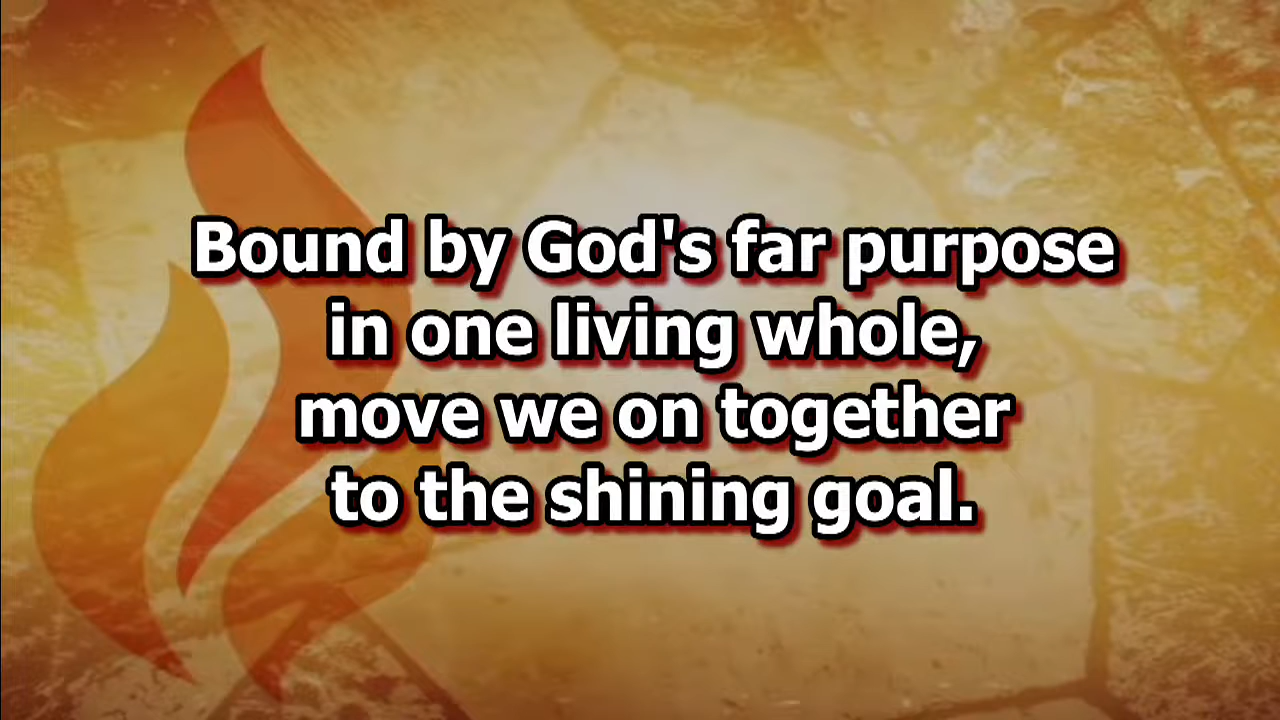 Bound by God's far purpose
in one living whole,
move we on together
to the shining goal.